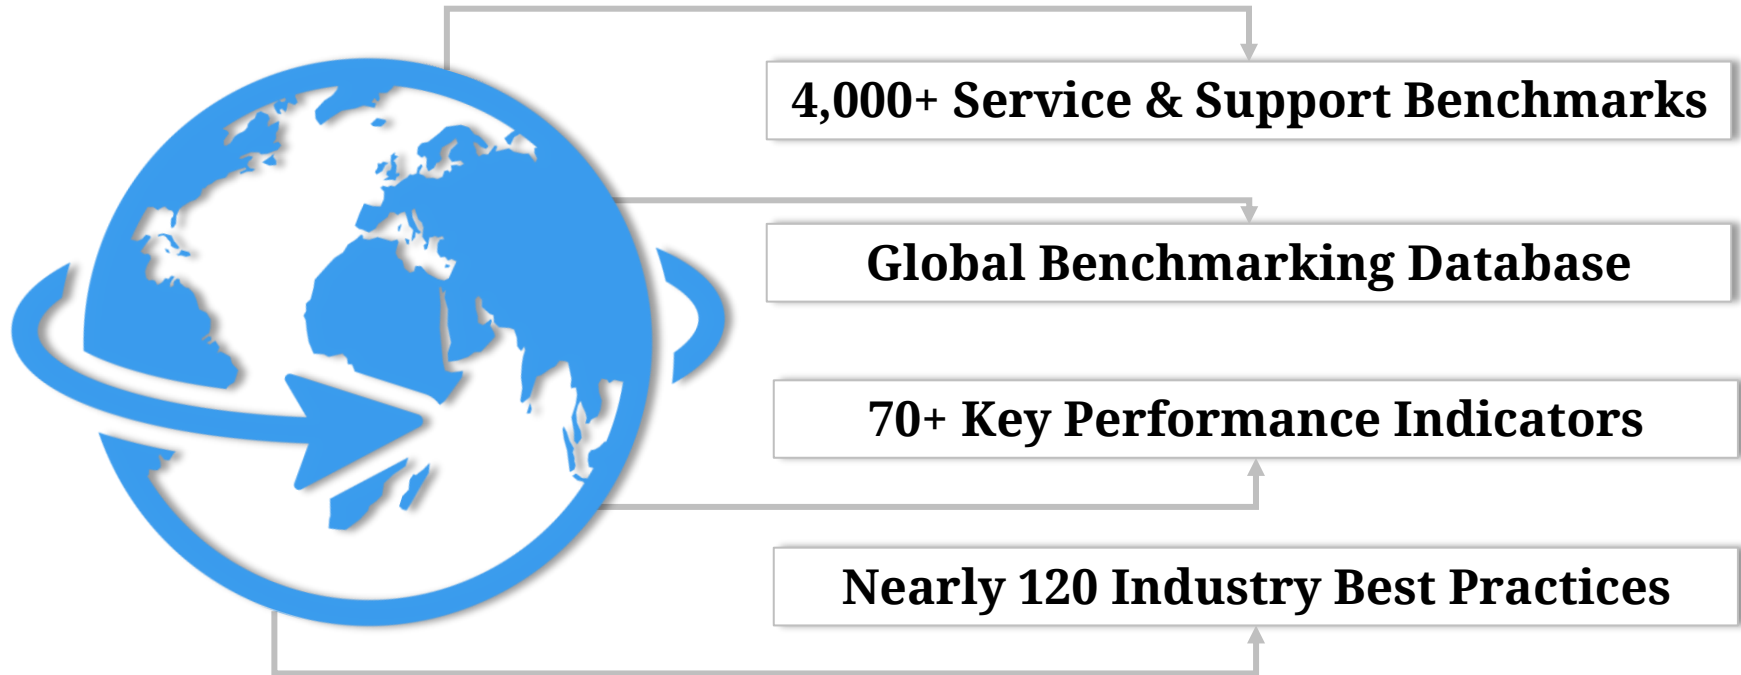 4,000+ Service & Support Benchmarks
Global Benchmarking Database
70+ Key Performance Indicators
Nearly 120 Industry Best Practices